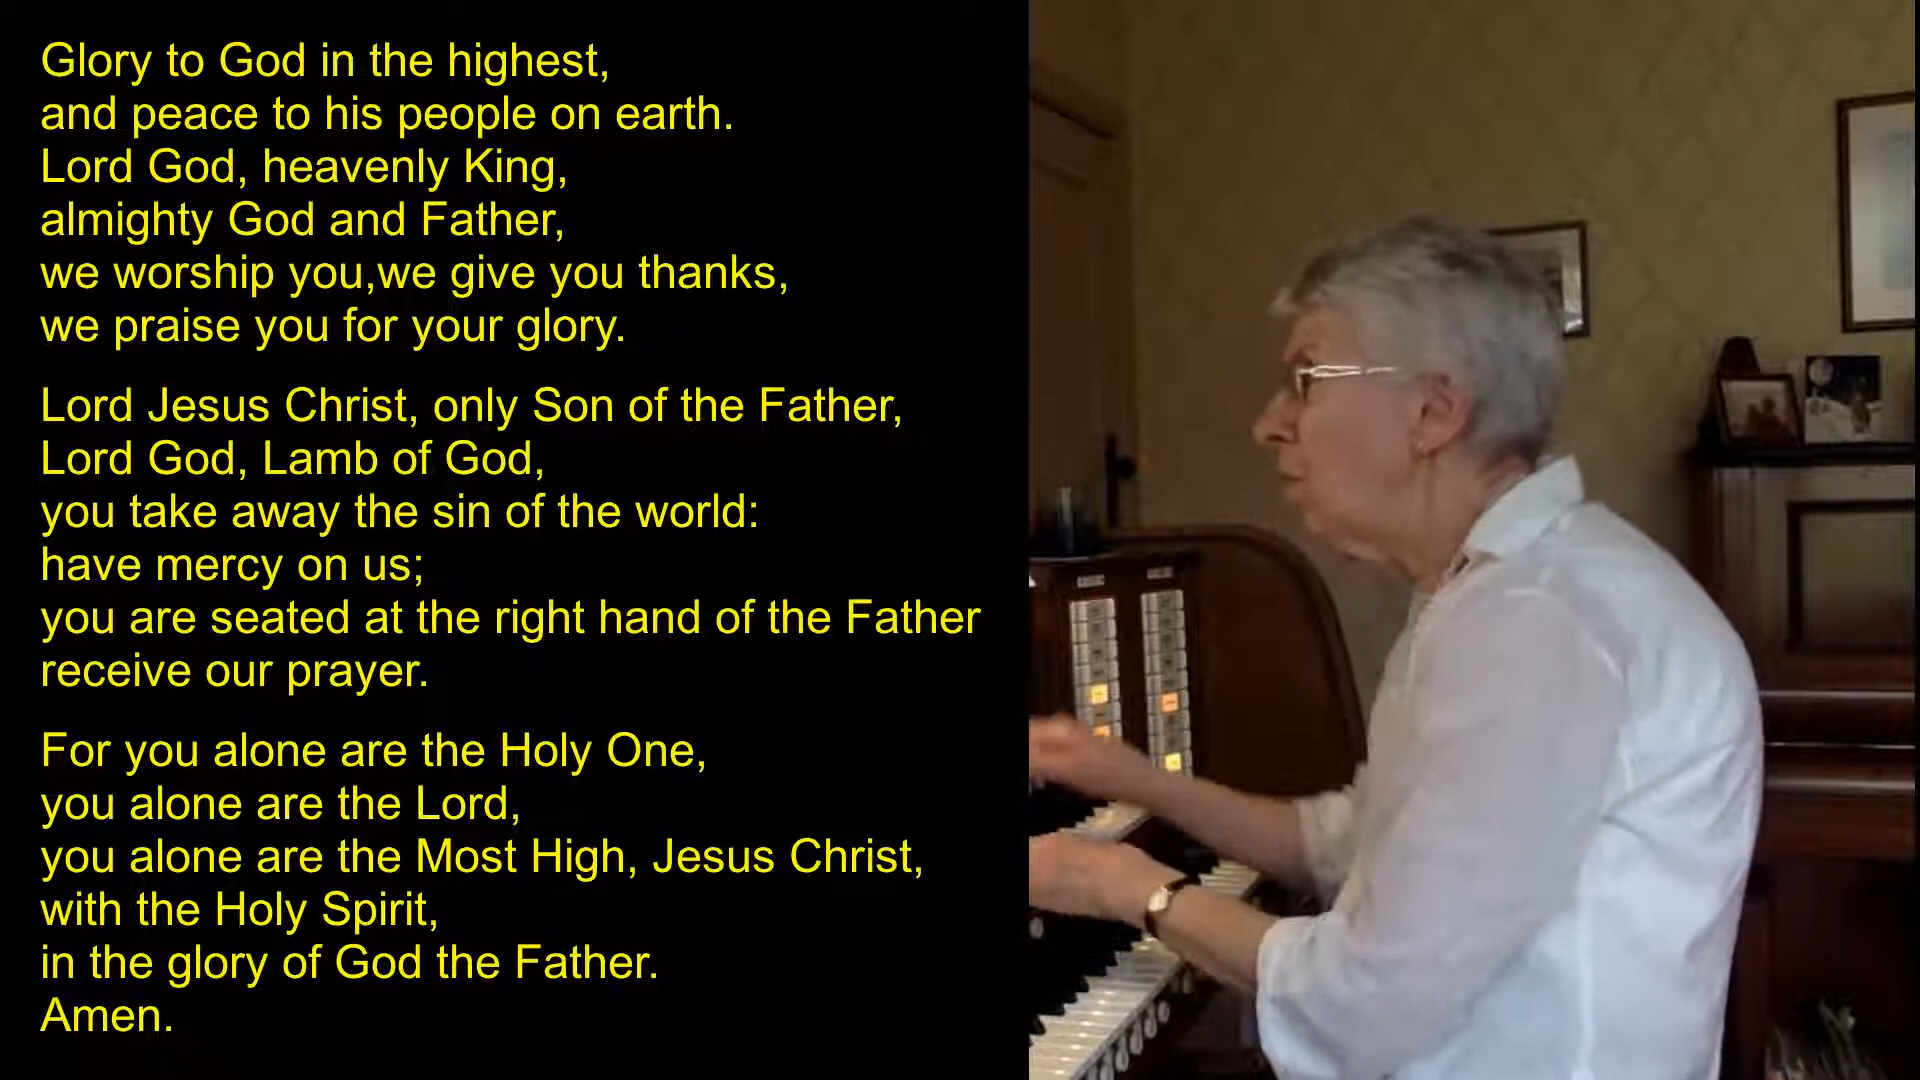 Glory to God in the highest,
and peace to his people on earth.
Lord God, heavenly King,
almighty God and Father,
we worship you,we give you thanks,
we praise you for your glory.
Lord Jesus Christ, only Son of the Father,
Lord God, Lamb of God,
you take away the sin of the world:
have mercy on us;
you are seated at the right hand of the Father
receive our prayer.
For you alone are the Holy One,
you alone are the Lord,
you alone are the Most High, Jesus Christ,
with the Holy Spirit,
in the glory of God the Father.
Amen.